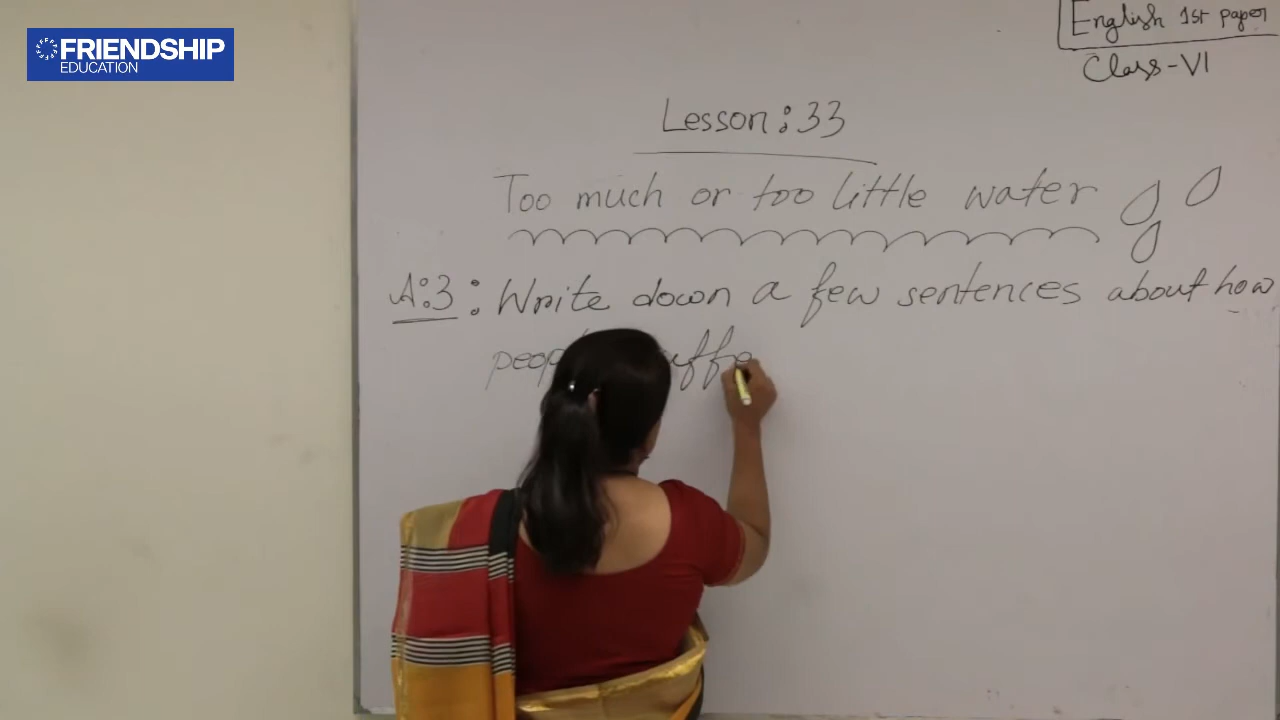 FRIENDSHIP
EDUCATION
English 1st paper
Class-VI
Lesson: 33
Too much or too little water
A:3: Write down a few sentences about how